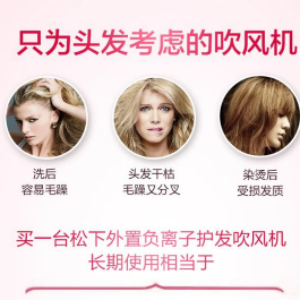 只为头发考虑的吹风机
洗后
容易毛躁
头发干枯
毛躁又分叉
染烫后
受损发质
买一台松下外置负离子护发吹风机
长期使用相当于